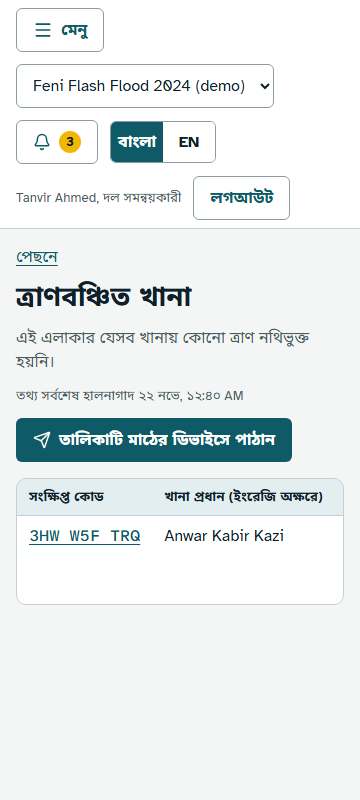 মেনু
Feni Flash Flood 2024 (demo)
3
বাংলা EN
Tanvir Ahmed, দল সমন্বয়কারী লগআউট
পেছনে
ত্রাণবঞ্চিত খানা
এই এলাকার যেসব খানায় কোনো ত্রাণ নথিভুক্ত
হয়নি।
তথ্য সর্বশেষ হালনাগাদ ২২ নভে, ১২:৪০ AM
তালিকাটি মাঠের ডিভাইসে পাঠান
সংক্ষিপ্ত কোড খানা প্রধান (ইংরেজি অক্ষরে)
3HW W5F TRQ Anwar Kabir Kazi